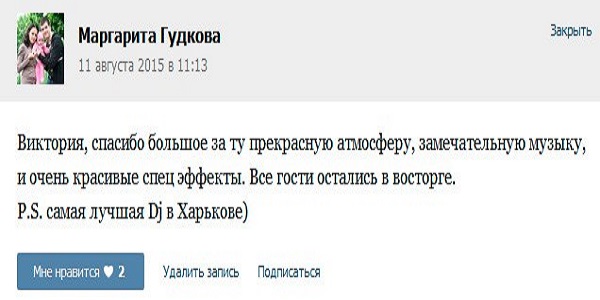 Маргарита Гудкова
Закрыть
11 августа 2015 в 11:13
Виктория, спасибо большое за ту прекрасную атмосферу, замечательную музыку,
и очень красивые спец эффекты. Все гости остались в восторге.
P.S. самая лучшая Dj в Харькове)
Мне нравится ♥ 2 Удалить запись Подписаться